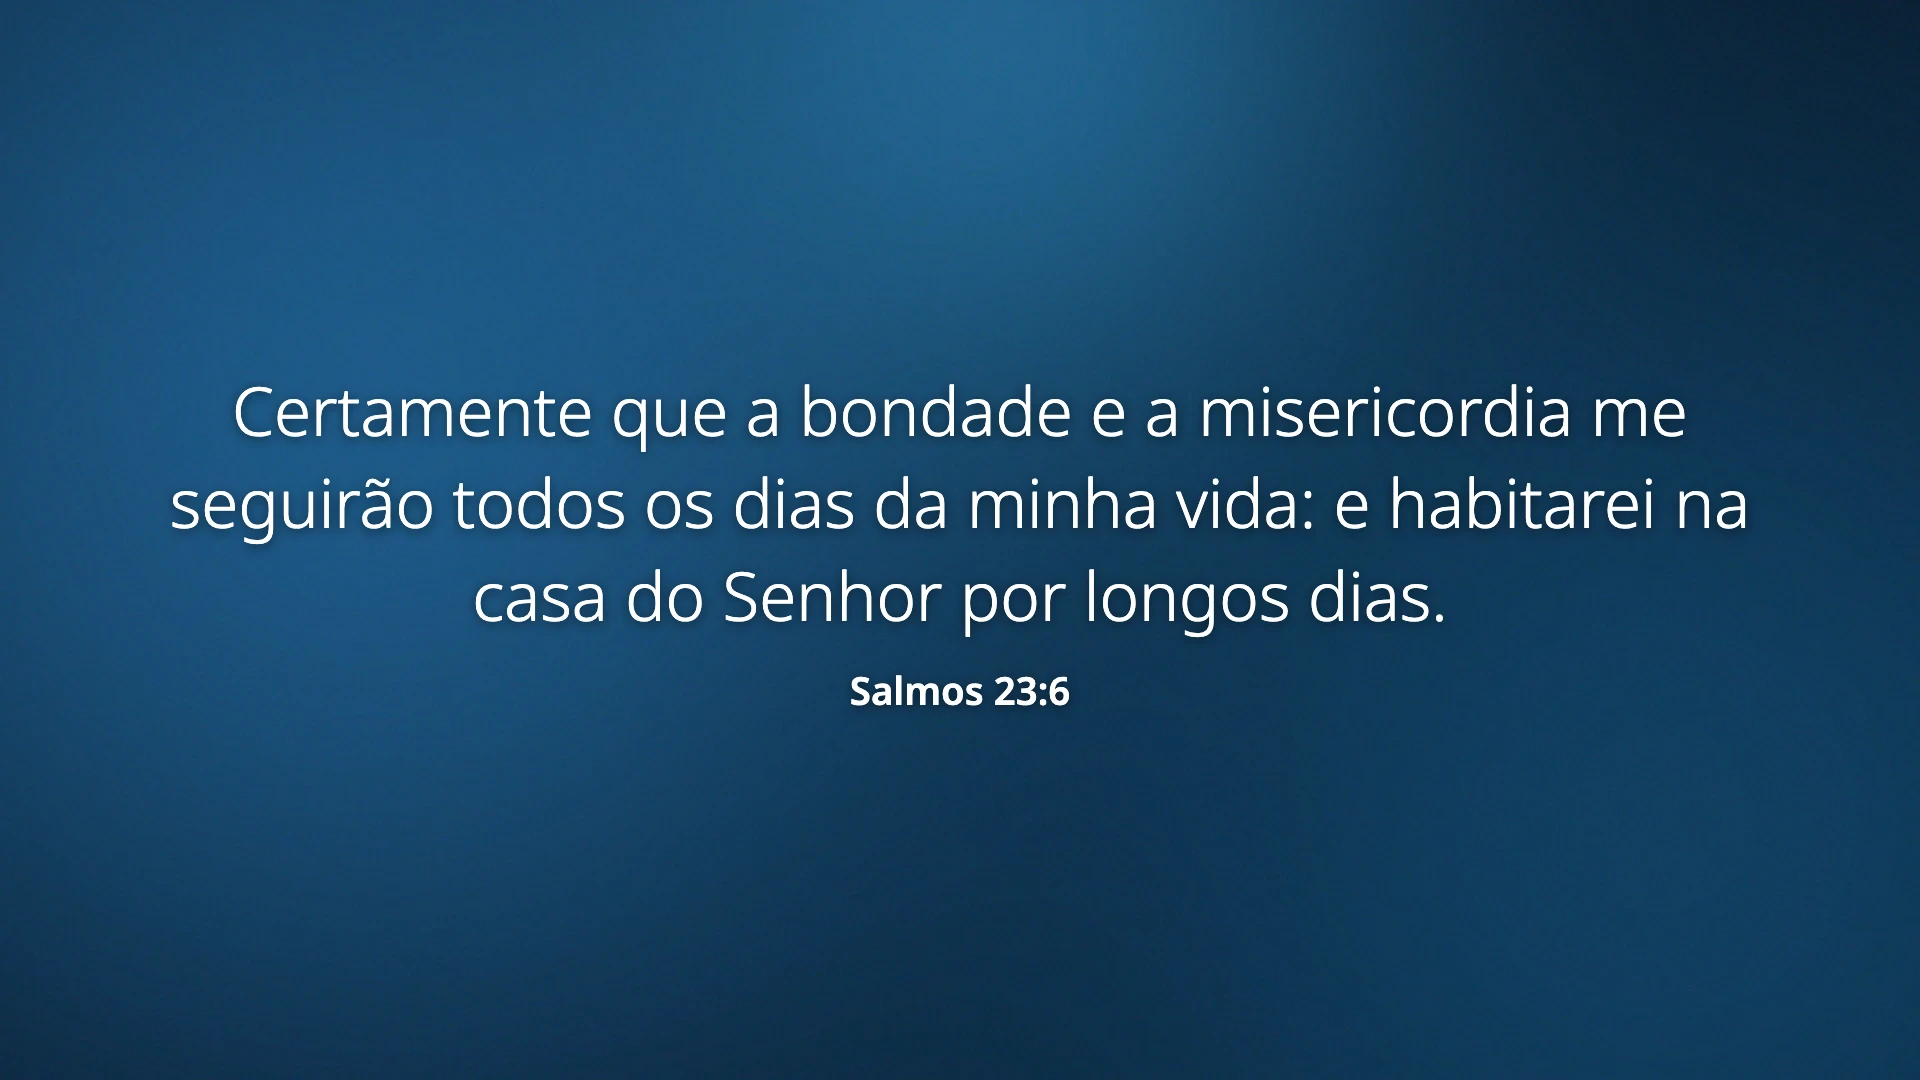 Certamente que a bondade e a misericordia me
seguirão todos os dias da minha vida: e habitarei na
casa do Senhor por longos dias.
Salmos 23:6